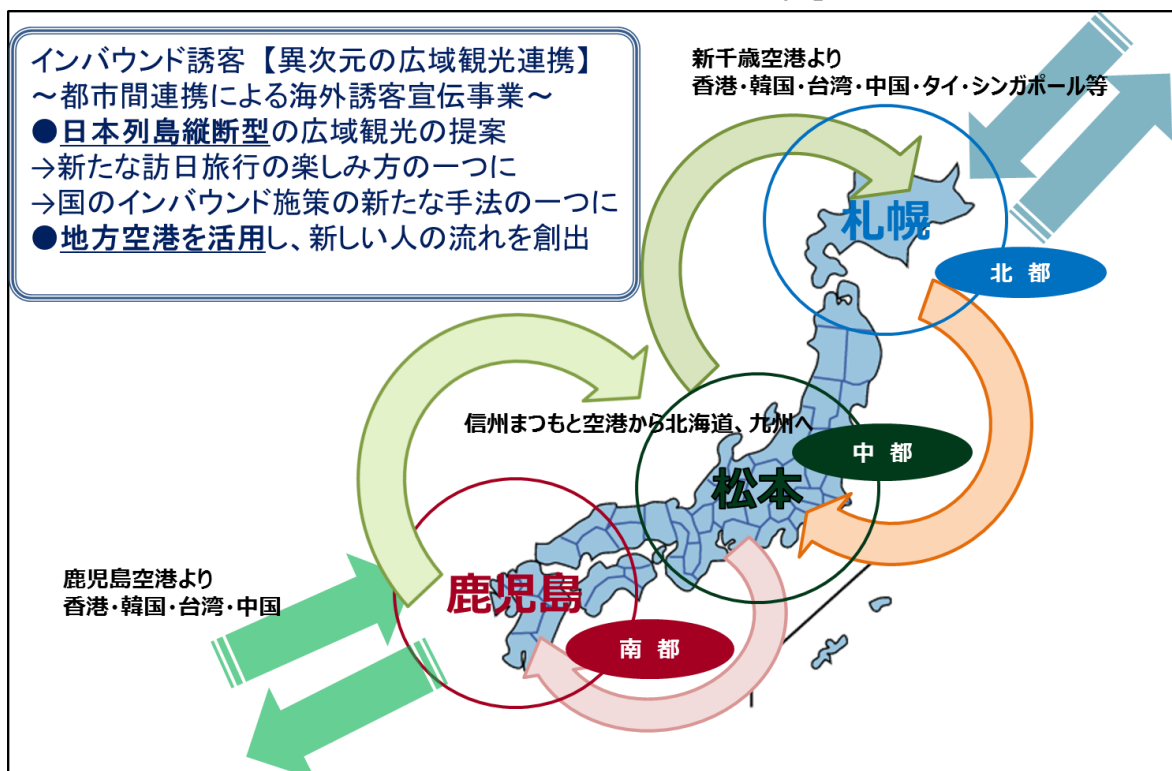 インバウンド誘客 【異次元の広域観光連携】
～都市間連携による海外誘客宣伝事業～
●日本列島縦断型の広域観光の提案
→新たな訪日旅行の楽しみ方の一つに
→国のインバウンド施策の新たな手法の一つに
●地方空港を活用し、新しい人の流れを創出
新千歳空港より
香港・韓国・台湾・中国・タイ・シンガポール等
札幌
北 都
信州まつもと空港から北海道、九州へ
中 都
松本
鹿児島空港より
香港・韓国・台湾・中国
鹿児島
南 都